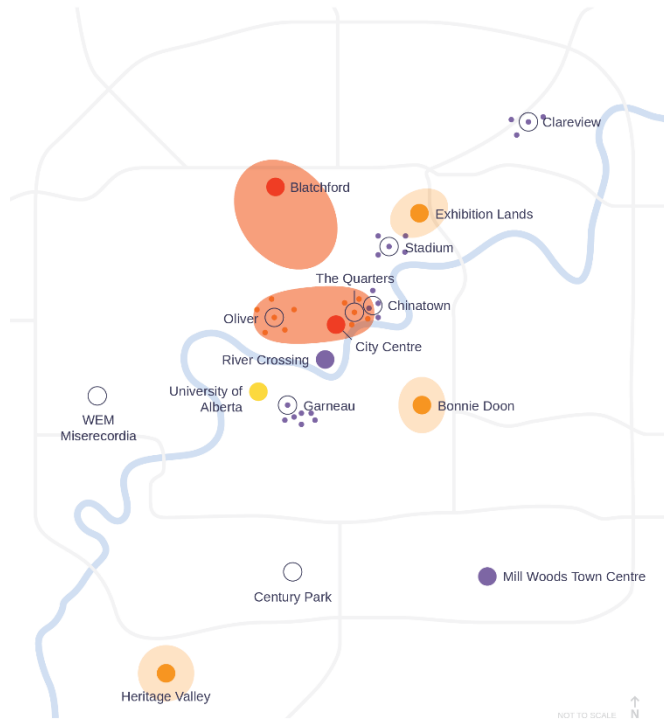 Clareview
Blatchford
Exhibition Lands
Stadium
The Quarters
Chinatown
Oliver
City Centre
River Crossing
University of
Alberta
Garneau
Bonnie Doon
WEM
Miserecordia
Mill Woods Town Centre
Century Park
Heritage Valley
NOT TO SCALE
N